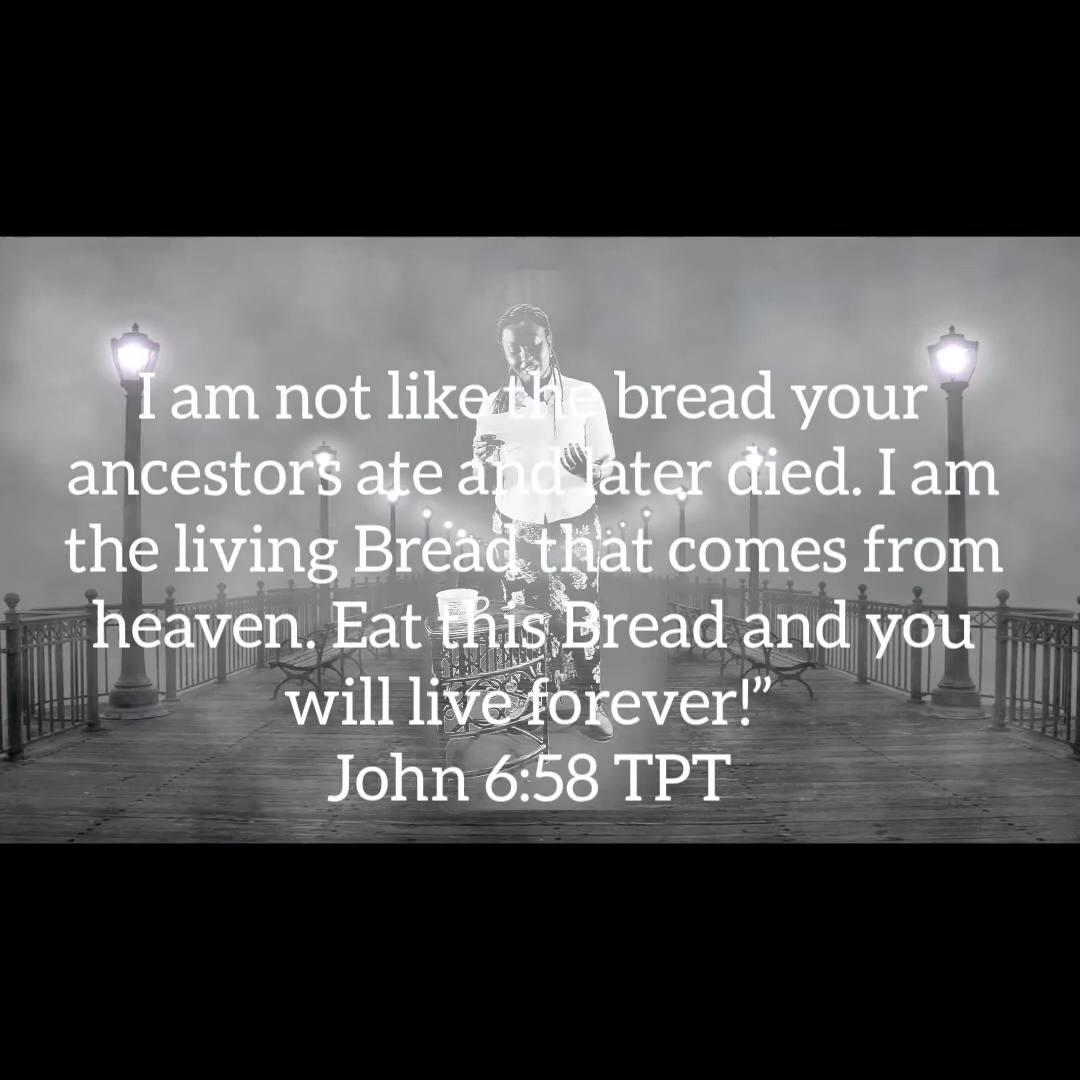 I am not like the bread your
ancestors ate and later died. I am
the living Bread that comes from
heaven. Eat this Bread and you
will live forever!”
John 6:58 TPT